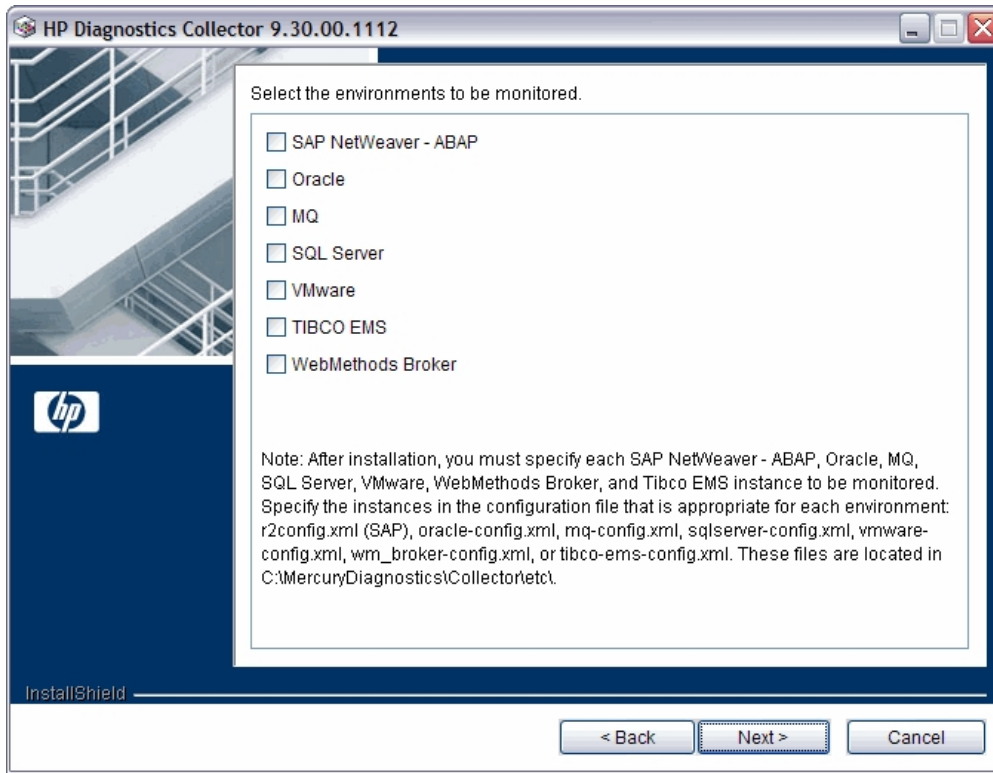 HP Diagnostics Collector 9.30.00.1112
Select the environments to be monitored.
SAP NetWeaver - ABAP
Oracle
MQ
SQL Server
VMware
TIBCO EMS
WebMethods Broker
hp
Note: After installation, you must specify each SAP NetWeaver - ABAP, Oracle, MQ,
SQL Server, VMware, WebMethods Broker, and Tibco EMS instance to be monitored.
Specify the instances in the configuration file that is appropriate for each environment:
r2config.xml (SAP), oracle-config.xml, mq-config.xml, sqlserver-config.xml, vmware-
config.xml, wm_broker-config.xml, or tibco-ems-config.xml. These files are located in
C:\MercuryDiagnostics\Collector\etc\.
InstallShield
< Back
Next >
Cancel